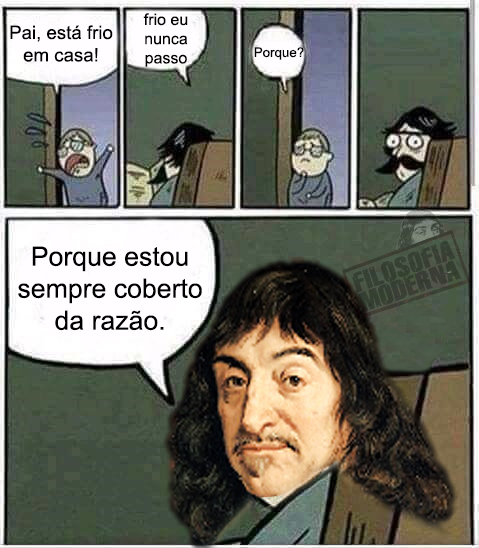 Pai, está frio
em casa!
frio eu
nunca
passo
Porque?
Porque estou
sempre coberto
da razão.
FILOSOFIA
MODERNA